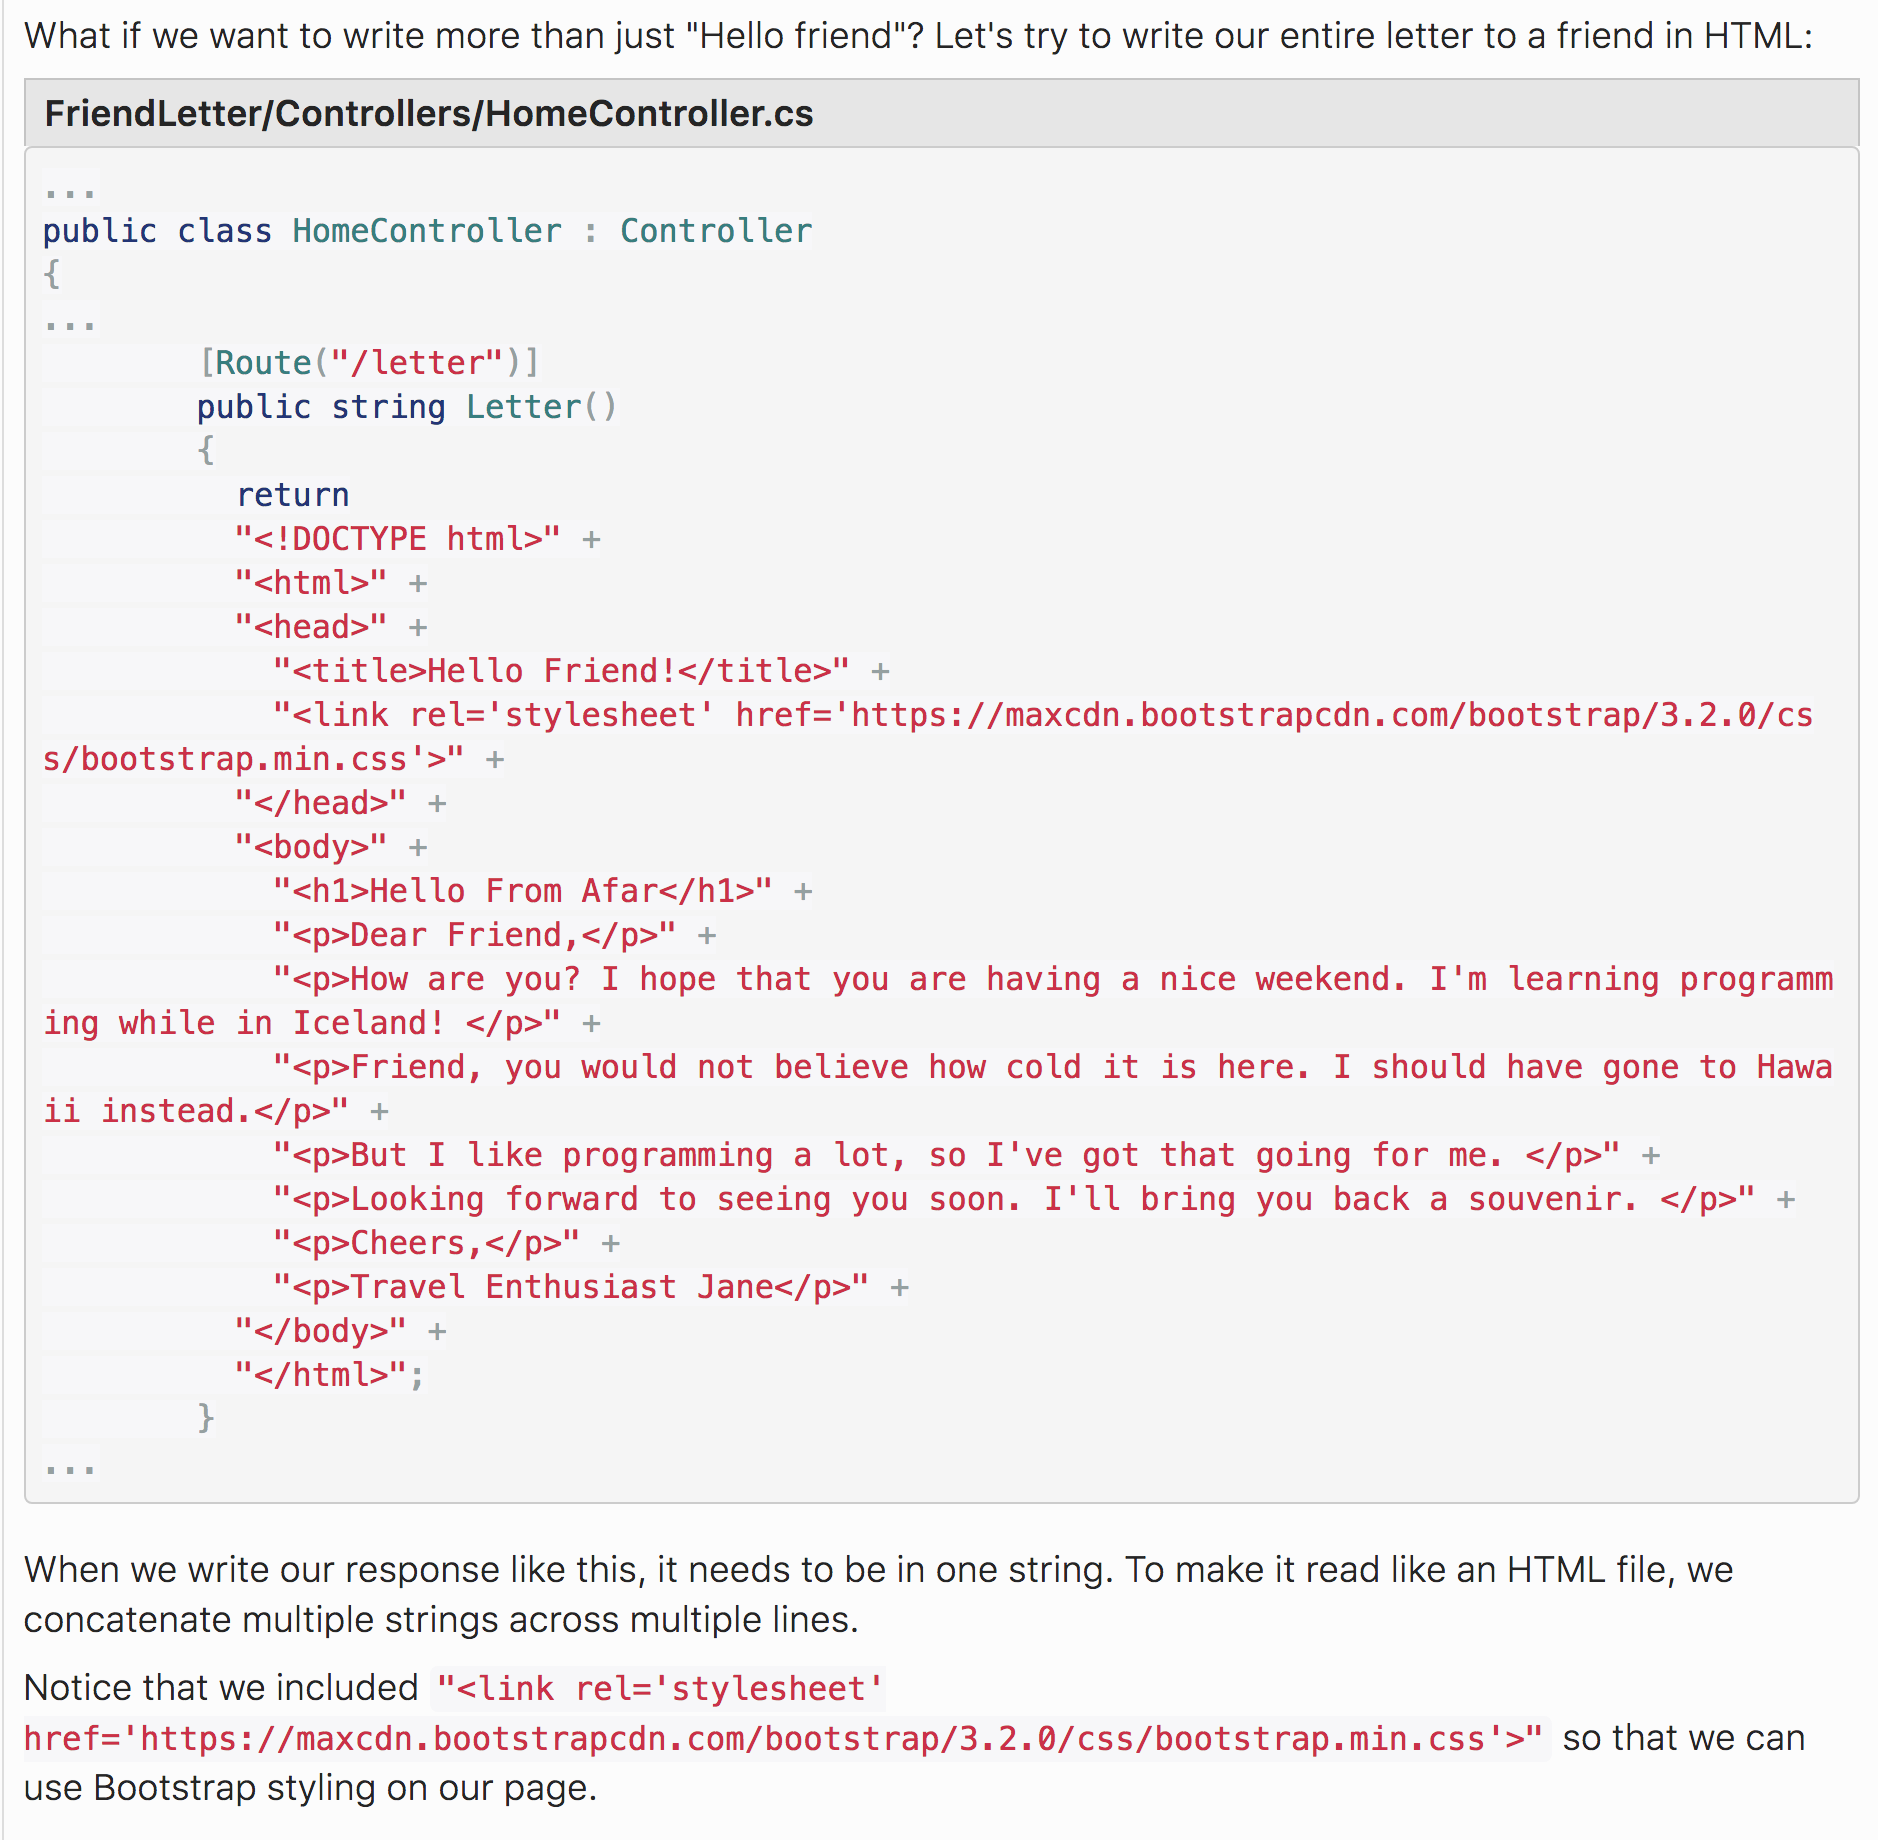 What if we want to write more than just "Hello friend"? Let's try to write our entire letter to a friend in HTML:
FriendLetter/Controllers/HomeController.cs
...
public class HomeController : Controller
{
...
[Route("/letter")]
public string Letter()
{
return
"<!DOCTYPE html>" +
"<html>" +
"<head>" +
"<title>Hello Friend!</title>" +
"<link rel='stylesheet' href='https://maxcdn.bootstrapcdn.com/bootstrap/3.2.0/cs
s/bootstrap.min.css'>" +
"</head>" +
"<body>" +
"<h1>Hello From Afar</h1>" +
"<p>Dear Friend,</p>" +
"<p>How are you? I hope that you are having a nice weekend. I'm learning programm
ing while in Iceland! </p>" +
"<p>Friend, you would not believe how cold it is here. I should have gone to Hawa
ii instead.</p>" +
"<p>But I like programming a lot, so I've got that going for me. </p>" +
"<p>Looking forward to seeing you soon. I'll bring you back a souvenir. </p>" +
"<p>Cheers,</p>" +
"<p>Travel Enthusiast Jane</p>" +
"</body>" +
"</html>";
}
...
When we write our response like this, it needs to be in one string. To make it read like an HTML file, we
concatenate multiple strings across multiple lines.
Notice that we included "<link rel='stylesheet'
href='https://maxcdn.bootstrapcdn.com/bootstrap/3.2.0/css/bootstrap.min.css'>" so that we can
use Bootstrap styling on our page.